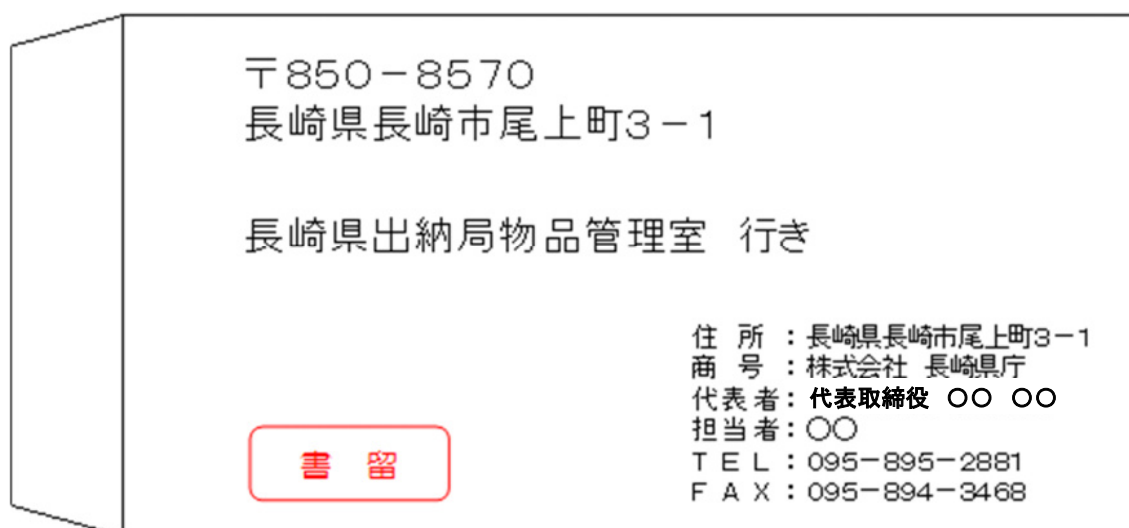 〒850－8570
長崎県長崎市尾上町3－1
長崎県出納局物品管理室　行き
住　所　：長崎県長崎市尾上町3－1
商　号　：株式会社　長崎県庁
代表者：代表取締役　〇〇　〇〇
担当者：〇〇
ＴＥＬ：095－895－2881
ＦＡＸ：095－894－3468
書　留